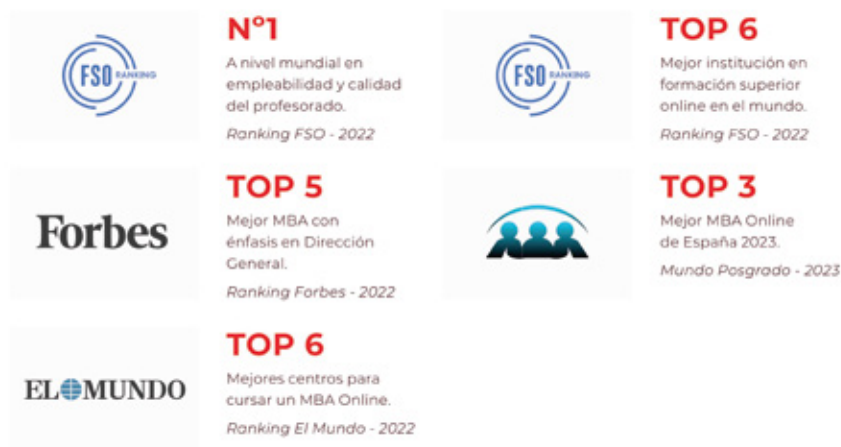 FSO RANKING
Nº1
A nivel mundial en
empleabilidad y calidad
del profesorado.
Ranking FSO - 2022
FSO RANKING
TOP 6
Mejor institución en
formación superior
online en el mundo.
Ranking FSO - 2022
Forbes
TOP 5
Mejor MBA con
énfasis en Dirección
General.
Ranking Forbes - 2022
TOP 3
Mejor MBA Online
de España 2023.
Mundo Posgrado - 2023
EL MUNDO
TOP 6
Mejores centros para
cursar un MBA Online.
Ranking El Mundo - 2022